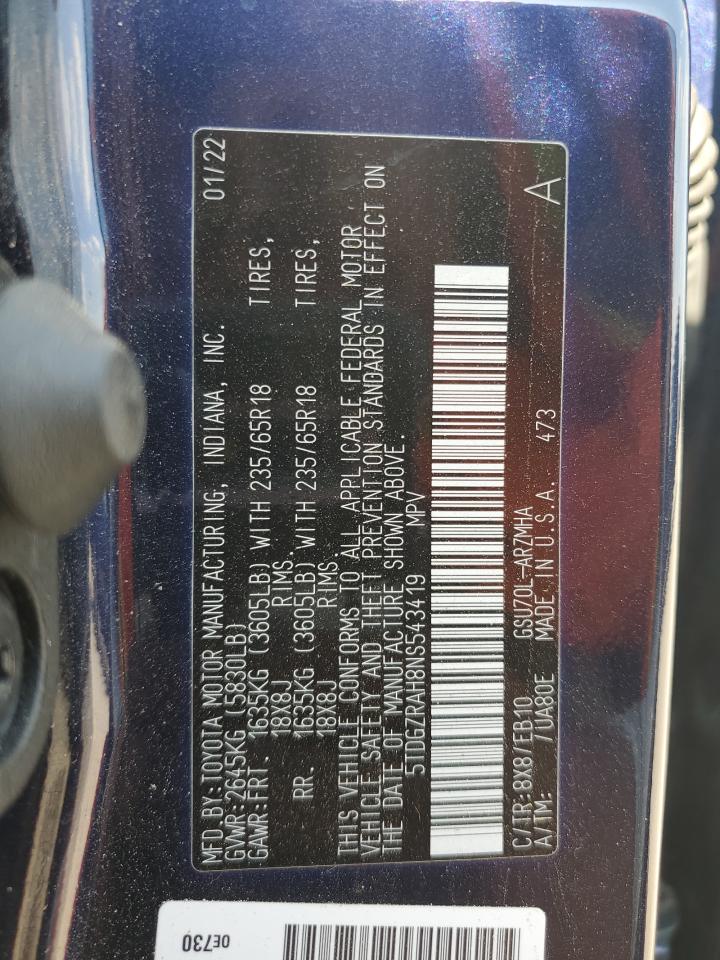 MFD BY:TOYOTA MOTOR MANUFACTURING, INDIANA, INC. 01/22
GVWR:2645KG (5830LB)
GAWR:FRT. 1635KG (3605LB) WITH 235/65R18 TIRES,
18X8J RIMS.
RR. 1635KG (3605LB) WITH 235/65R18 TIRES,
18X8J RIMS.
THIS VEHICLE CONFORMS TO ALL APPLICABLE FEDERAL MOTOR
VEHICLE SAFETY AND THEFT PREVENTION STANDARDS IN EFFECT ON
THE DATE OF MANUFACTURE SHOWN ABOVE.
5TDGZRAH8NS543419 MPV
C/TR:8X8/EB10 GSU70L-ARZMHA
A/TM: /UA80E MADE IN U.S.A. 473 A
0E730